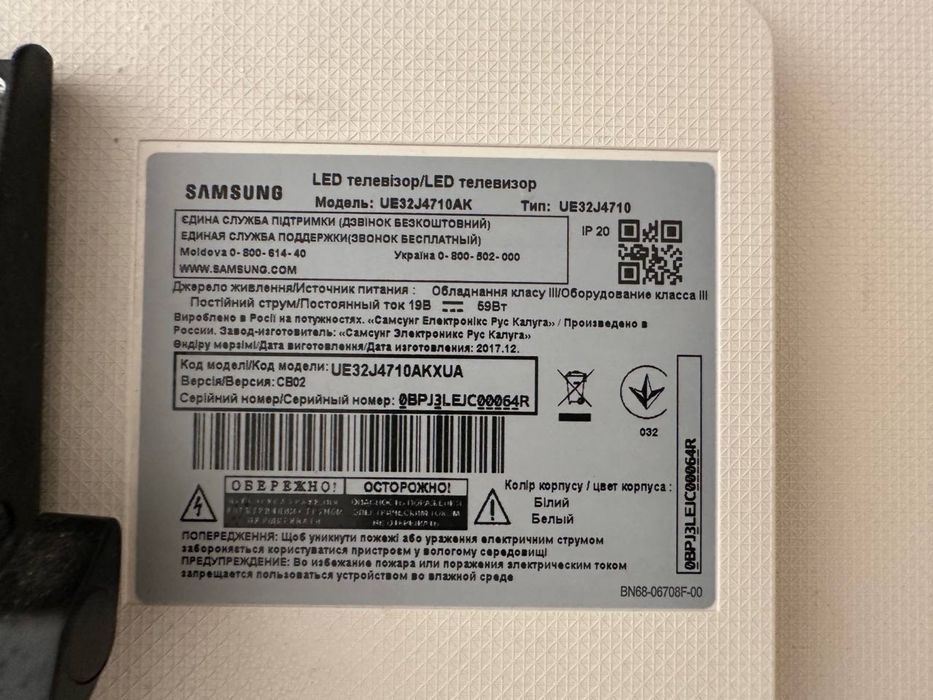 SAMSUNG
LED телевізор/LED телевизор
Модель: UE32J4710AK Тип: UE32J4710
ЄДИНА СЛУЖБА ПІДТРИМКИ (ДЗВІНОК БЕЗКОШТОВНИЙ)
ЕДИНАЯ СЛУЖБА ПОДДЕРЖКИ(ЗВОНОК БЕСПЛАТНЫЙ)
Moldova 0-800-614-40 Україна 0-800-502-000
WWW.SAMSUNG.COM
IP 20
Джерело живлення/Источник питания : Обладнання класу III/Оборудование класса III
Постійний струм/Постоянный ток 19В 59Вт
Вироблено в Росії на потужностях. «Самсунг Електронікс Рус Калуга» / Произведено в
России. Завод-изготовитель: «Самсунг Электроникс Рус Калуга»
Өндіру мерзімі/Дата виготовлення/Дата изготовления: 2017.12.
Код моделі/Код модели: UE32J4710AKXUA
Версія/Версия: CB02
Серійний номер/Серийный номер: 0BPJ3LEJC00064R
032
0BPJ3LEJC00064R
ОБЕРЕЖНО! ОСТОРОЖНО!
ОПАСНОСТЬ ПОРАЖЕНИЯ
ЭЛЕКТРИЧЕСКИМ ТОКОМ
НЕ ОТКРЫВАТЬ
Колір корпусу / цвет корпуса :
Білий
Белый
ПОПЕРЕДЖЕННЯ: Щоб уникнути пожежі або ураження електричним струмом
забороняється користуватися пристроєм у вологому середовищі
ПРЕДУПРЕЖДЕНИЕ: Во избежание пожара или поражения электрическим током
запрещается пользоваться устройством во влажной среде
BN68-06708F-00